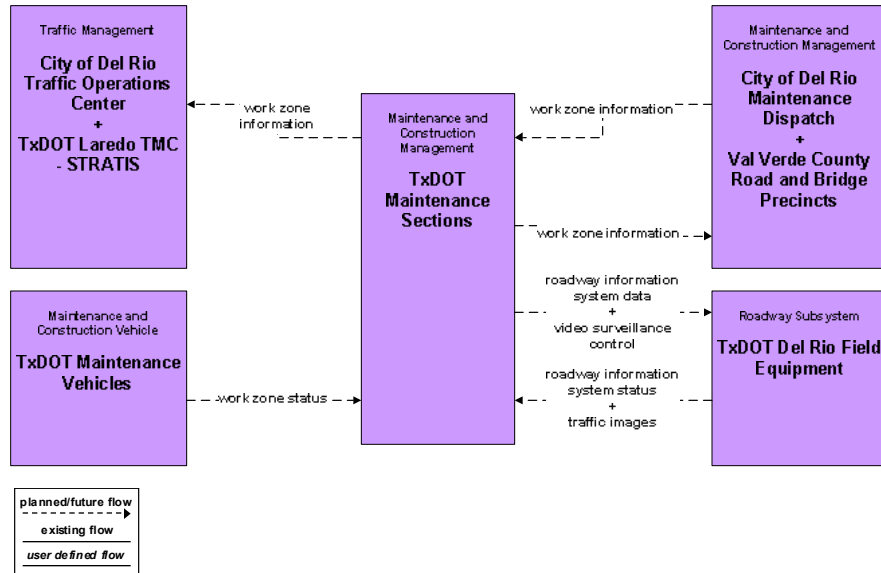 Traffic Management
City of Del Rio
Traffic Operations
Center
+
TxDOT Laredo TMC
- STRATIS
work zone
information
Maintenance and
Construction
Management
TxDOT
Maintenance
Sections
work zone information
Maintenance and
Construction Management
City of Del Rio
Maintenance
Dispatch
+
Val Verde County
Road and Bridge
Precincts
work zone information
Maintenance and
Construction Vehicle
TxDOT Maintenance
Vehicles
work zone status
roadway information
system data
+
video surveillance
control
roadway information
system status
+
traffic images
Roadway Subsystem
TxDOT Del Rio Field
Equipment
planned/future flow
existing flow
user defined flow